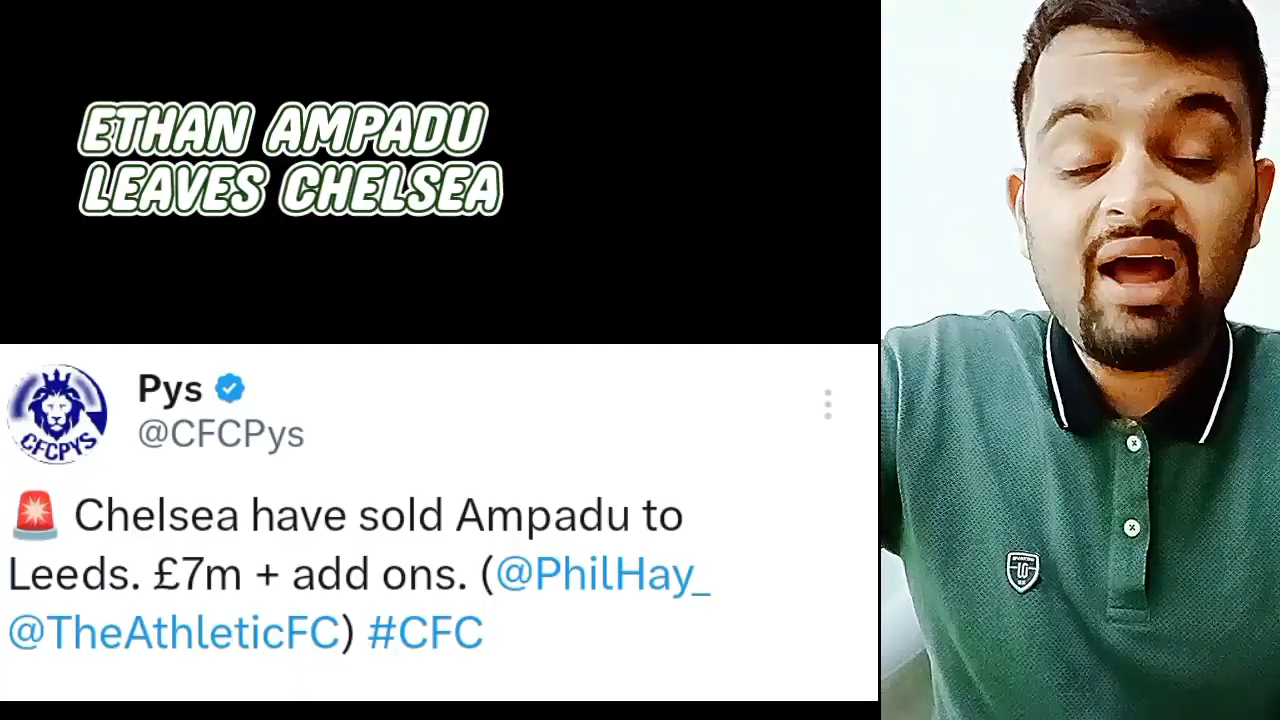 ETHAN AMPADU
LEAVES CHELSEA
Pys
@CFCPys
CFCPYS
🚨 Chelsea have sold Ampadu to
Leeds. £7m + add ons. (@PhilHay_
@TheAthleticFC) #CFC